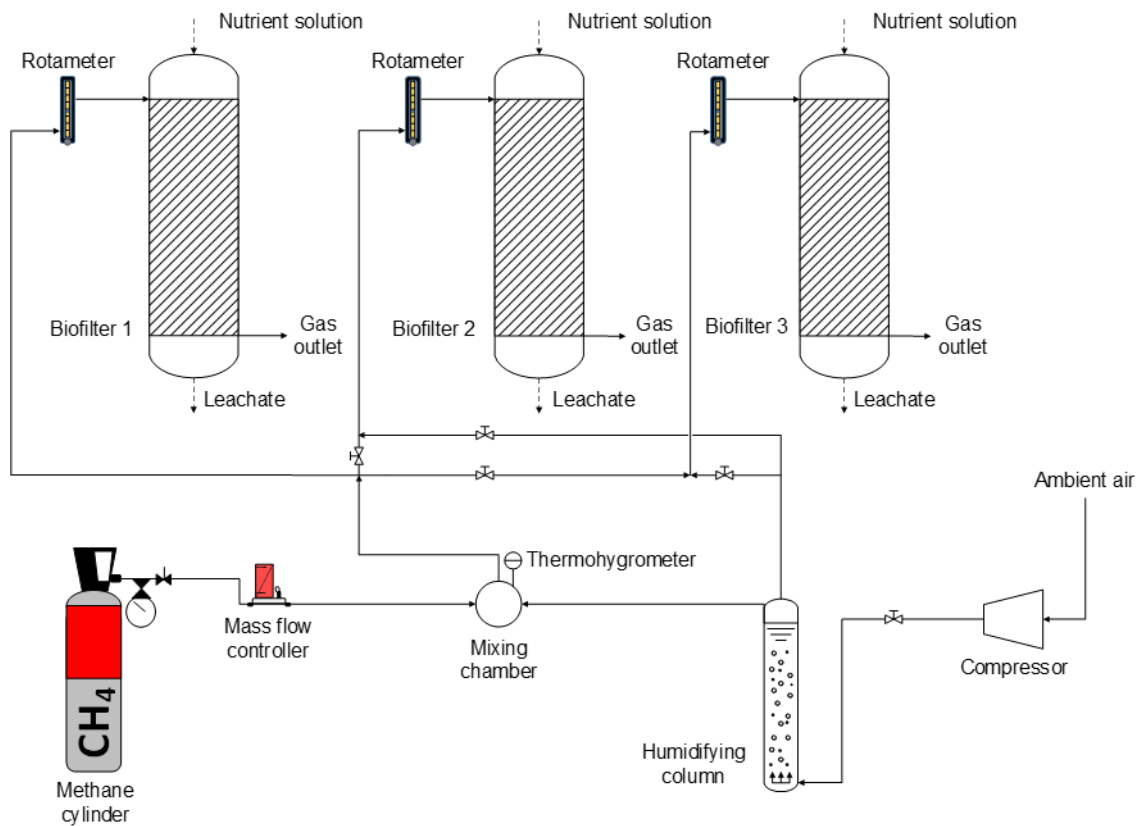 Nutrient solution
Nutrient solution
Nutrient solution
Rotameter
Rotameter
Rotameter
Biofilter 1
Gas
outlet
Biofilter 2
Gas
outlet
Biofilter 3
Gas
outlet
Leachate
Leachate
Leachate
Ambient air
Thermohygrometer
Mass flow
controller
Mixing
chamber
Compressor
CH4
Humidifying
column
Methane
cylinder